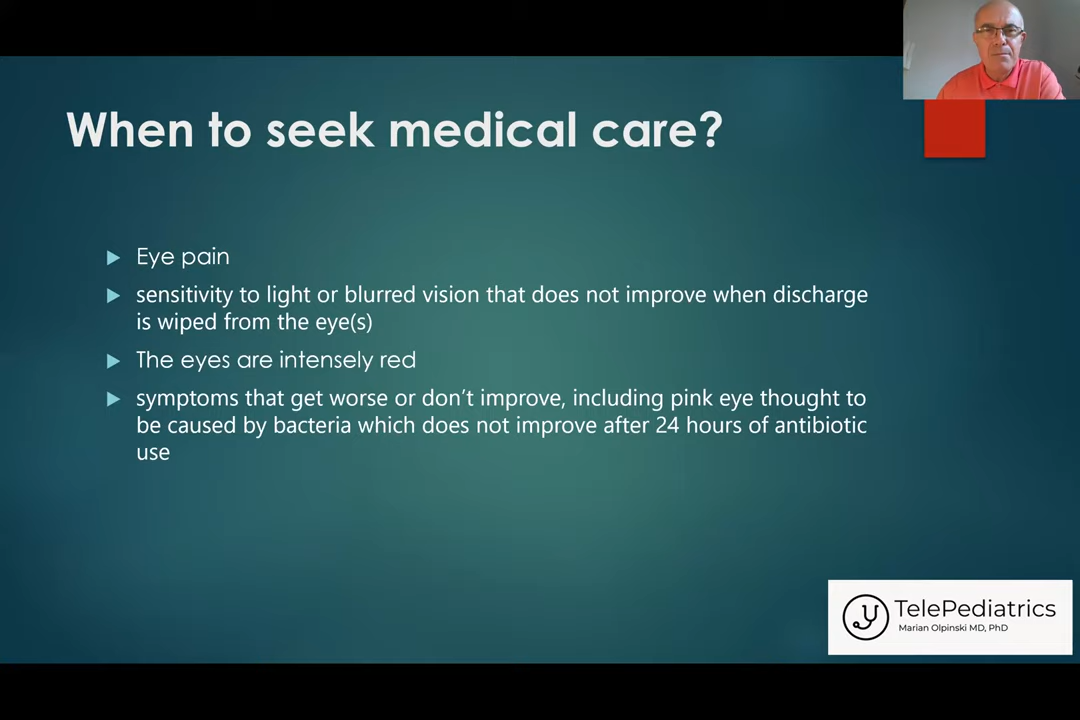 When to seek medical care?
Eye pain
sensitivity to light or blurred vision that does not improve when discharge
is wiped from the eye(s)
The eyes are intensely red
symptoms that get worse or don’t improve, including pink eye thought to
be caused by bacteria which does not improve after 24 hours of antibiotic
use
TelePediatrics
Marian Olpinski MD, PhD